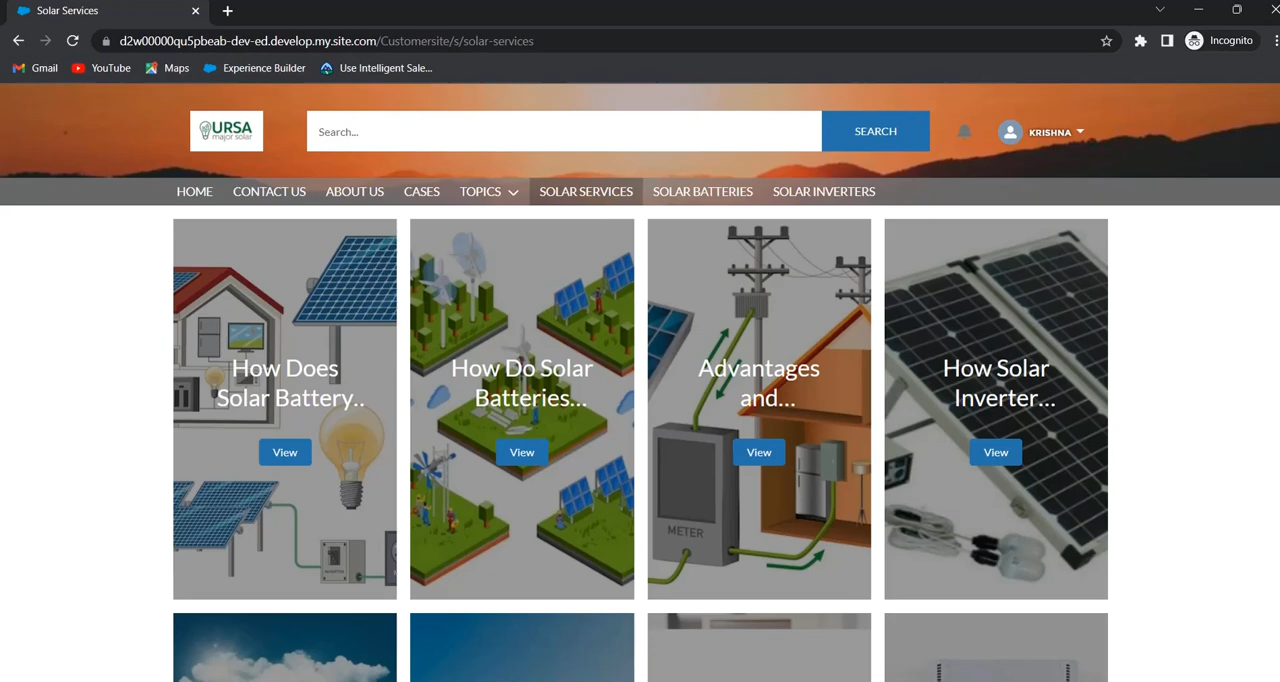 Solar Services
d2w00000qu5pbeab-dev-ed.develop.my.site.com/Customersite/s/solar-services
Incognito
Gmail
YouTube
Maps
Experience Builder
Use Intelligent Sale...
URSA
major solar
Search...
SEARCH
KRISHNA
HOME
CONTACT US
ABOUT US
CASES
TOPICS
SOLAR SERVICES
SOLAR BATTERIES
SOLAR INVERTERS
How Does
Solar Battery..
View
How Do Solar
Batteries...
View
Advantages
and...
View
METER
How Solar
Inverter...
View